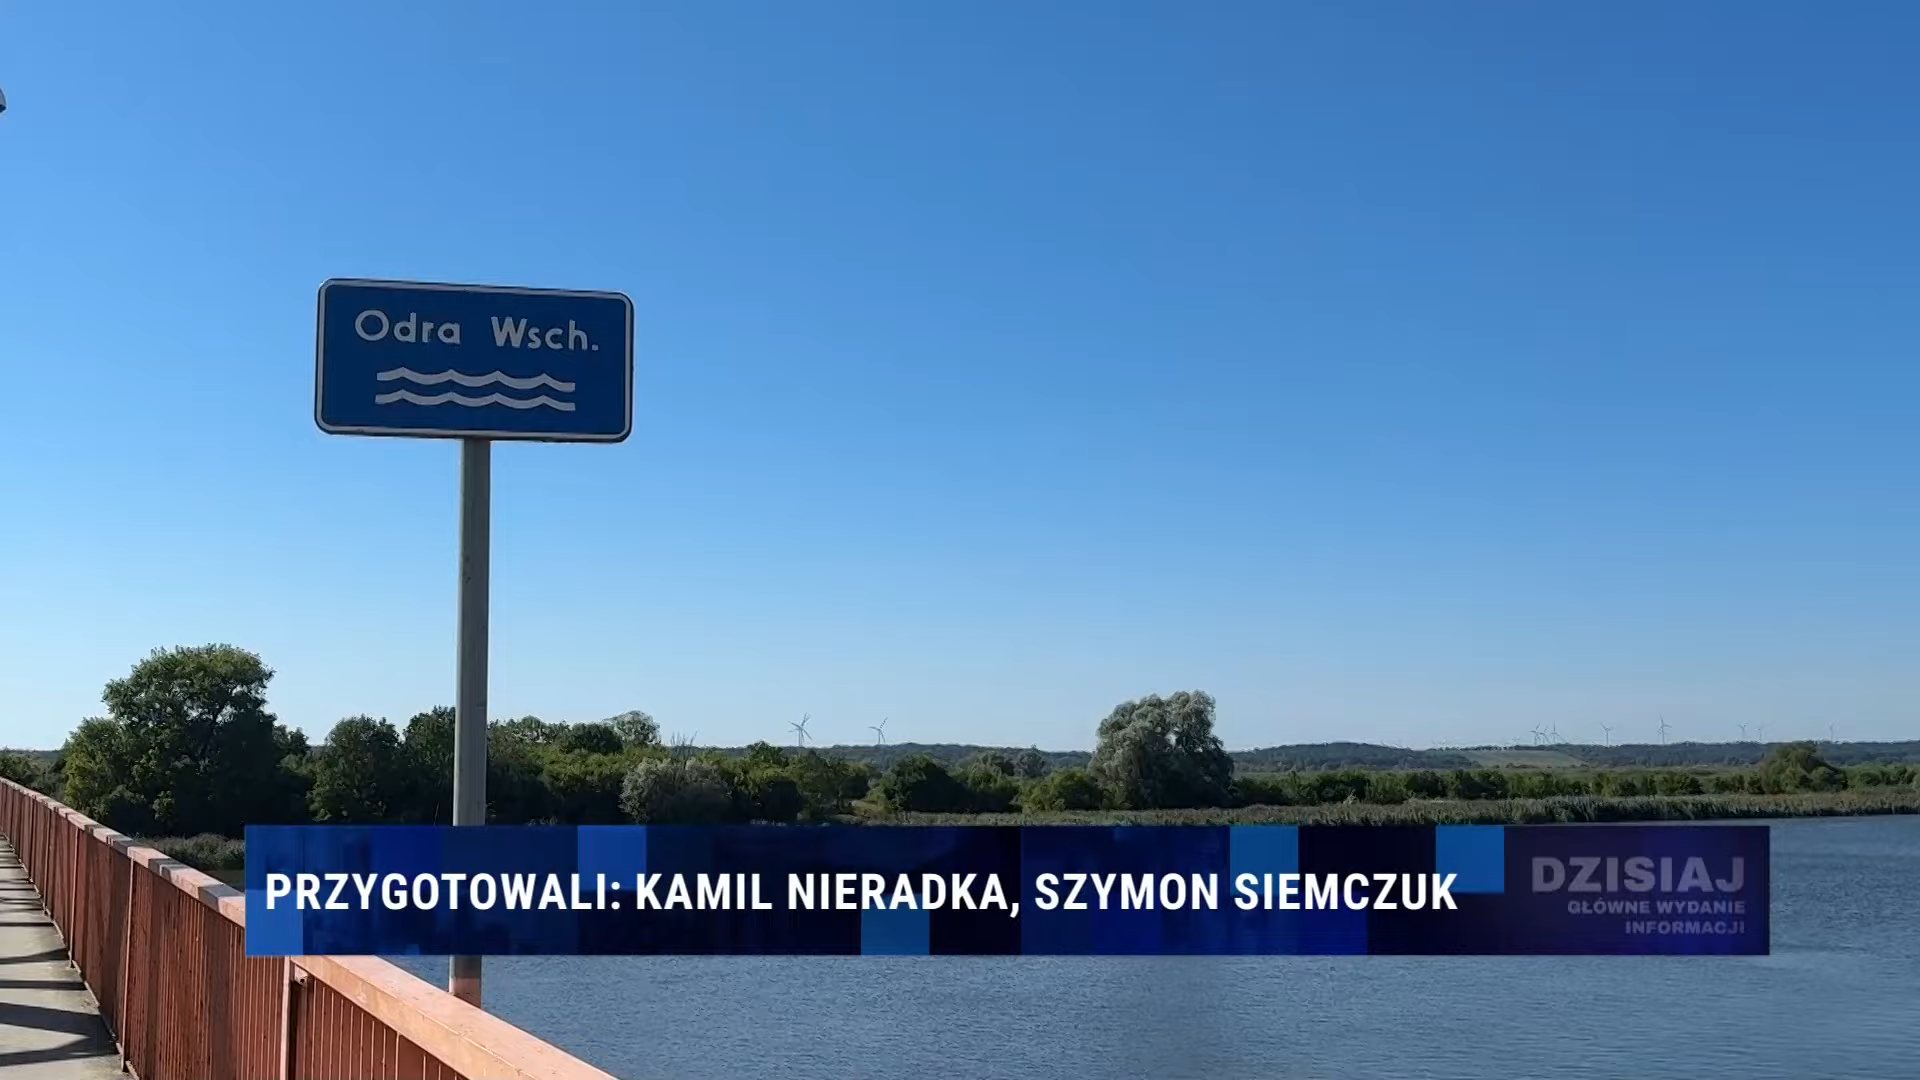 Odra Wsch.
PRZYGOTOWALI: KAMIL NIERADKA, SZYMON SIEMCZUK
DZISIAJ
GŁÓWNE WYDANIE
INFORMACJI